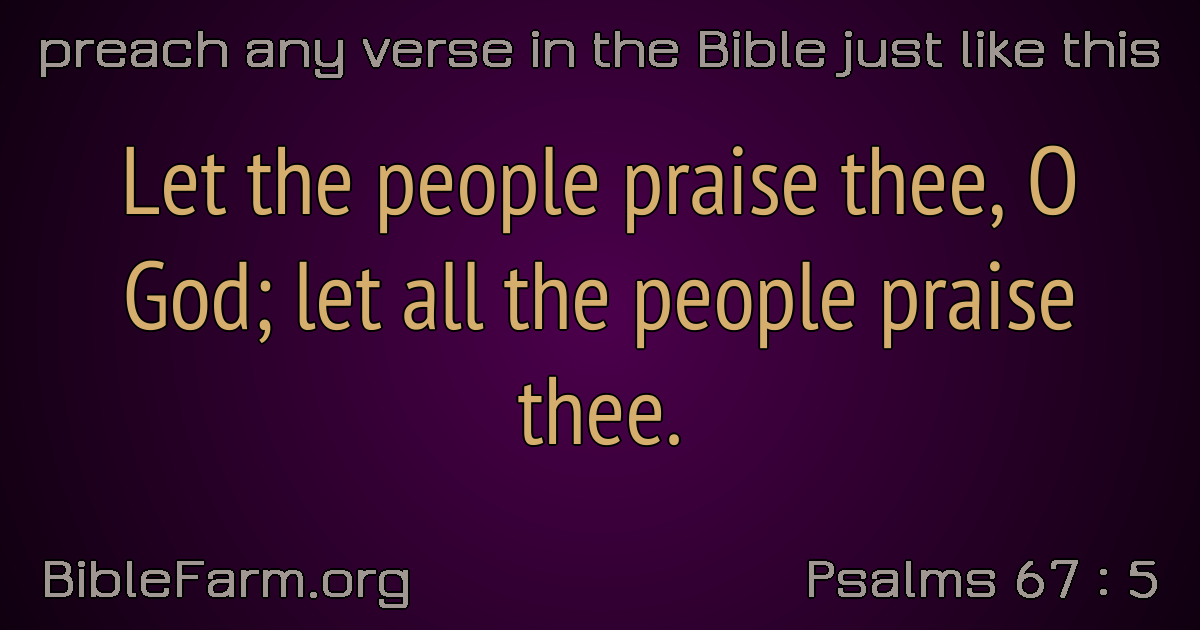 preach any verse in the Bible just like this
Let the people praise thee, O
God; let all the people praise
thee.
BibleFarm.org
Psalms 67 : 5